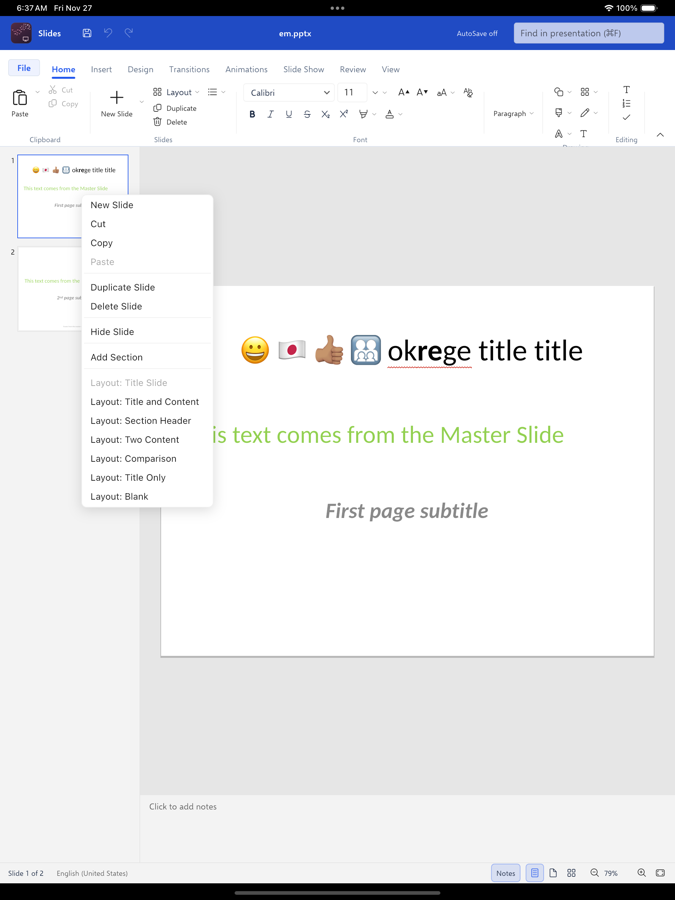 6:37 AM Fri Nov 27 100%
Slides em.pptx AutoSave off Find in presentation (⌘F)
File Home Insert Design Transitions Animations Slide Show Review View
Paste Cut Copy New Slide Layout Duplicate Delete Calibri 11 Paragraph
Clipboard Slides Font Editing
1
😀 🇯🇵 👍🏽 okrege title title
This text comes from the Master Slide
First page sub
2
This text comes from the
2nd page sub
New Slide
Cut
Copy
Paste
Duplicate Slide
Delete Slide
Hide Slide
Add Section
Layout: Title Slide
Layout: Title and Content
Layout: Section Header
Layout: Two Content
Layout: Comparison
Layout: Title Only
Layout: Blank
😀 🇯🇵 👍🏽 okrege title title
is text comes from the Master Slide
First page subtitle
Click to add notes
Slide 1 of 2 English (United States) Notes 79%